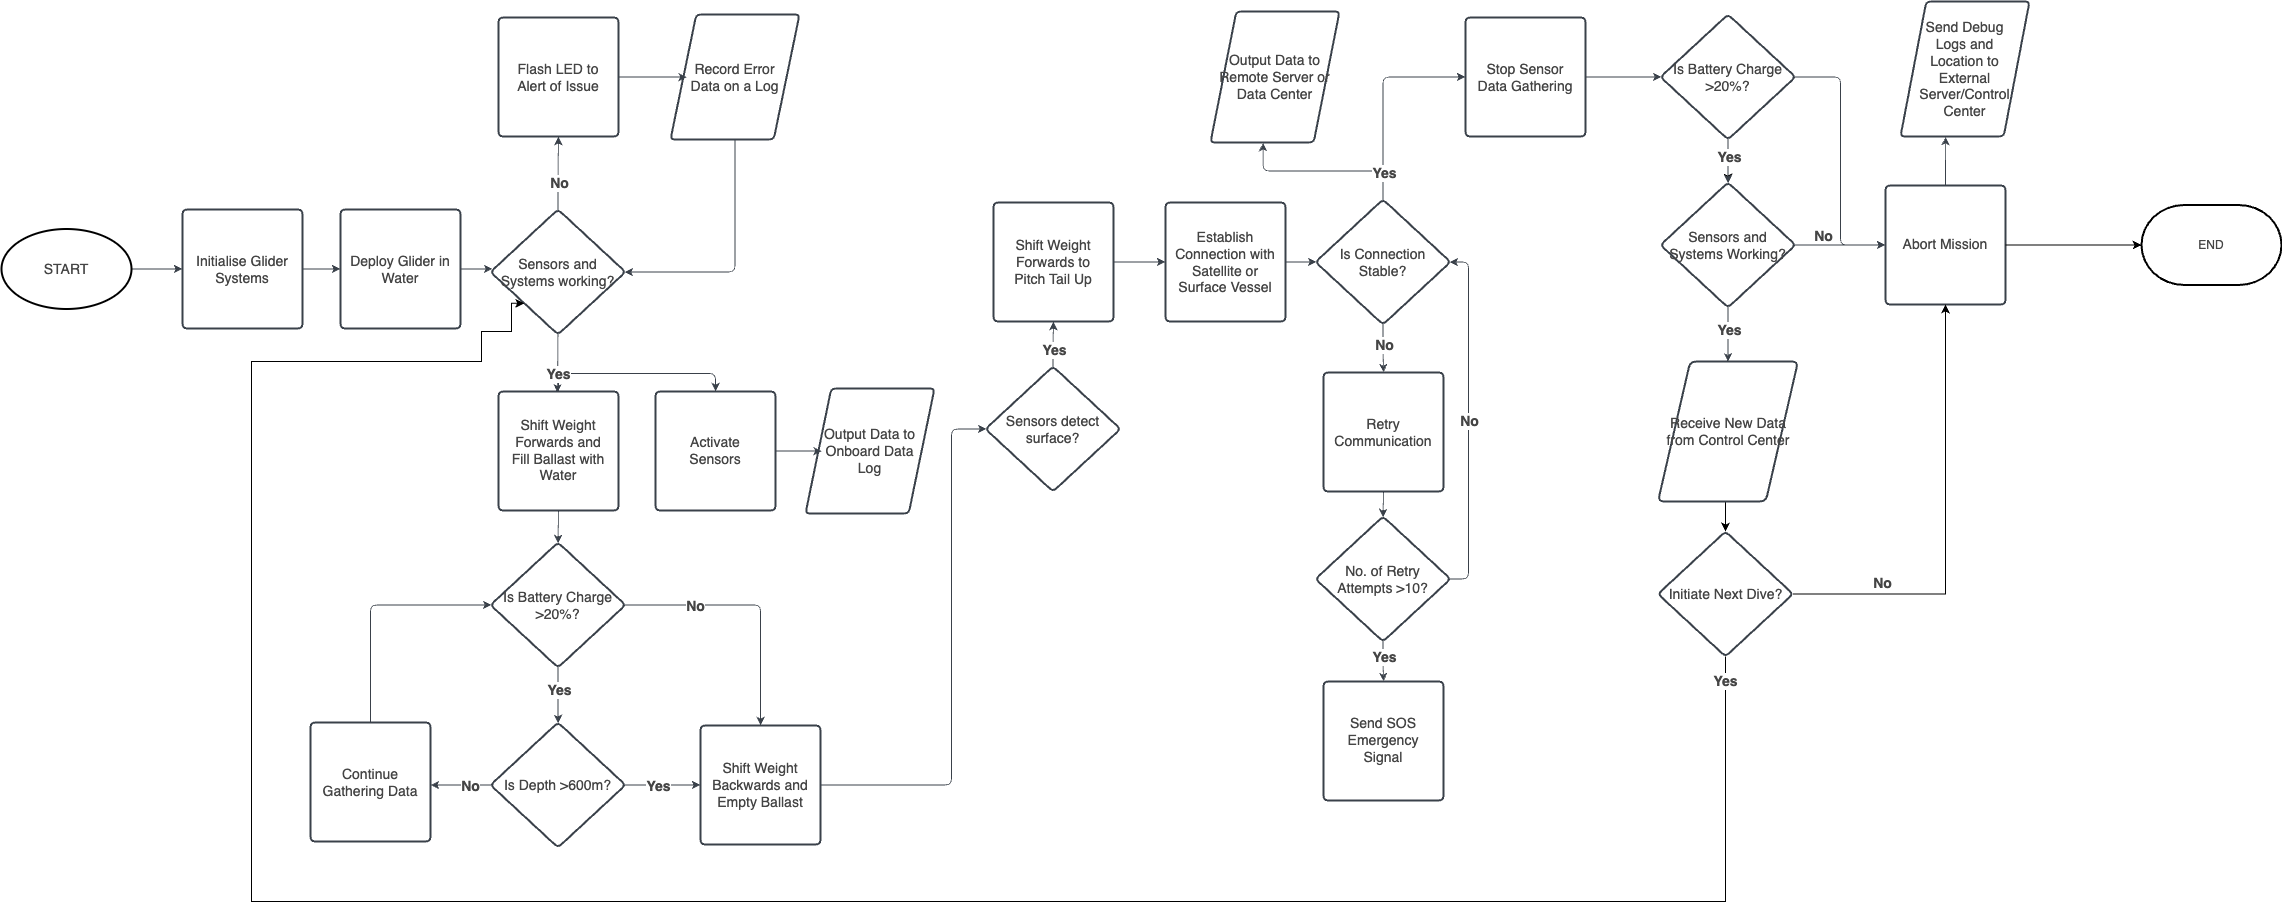 START
Initialise Glider
Systems
Deploy Glider in
Water
Sensors and
Systems working?
No
Flash LED to
Alert of Issue
Record Error
Data on a Log
Yes
Shift Weight
Forwards and
Fill Ballast with
Water
Activate
Sensors
Output Data to
Onboard Data
Log
Is Battery Charge
>20%?
No
Yes
Is Depth >600m?
No
Continue
Gathering Data
Yes
Shift Weight
Backwards and
Empty Ballast
Sensors detect
surface?
Yes
Shift Weight
Forwards to
Pitch Tail Up
Establish
Connection with
Satellite or
Surface Vessel
Is Connection
Stable?
Yes
Output Data to
Remote Server or
Data Center
No
Retry
Communication
No. of Retry
Attempts >10?
No
Yes
Send SOS
Emergency
Signal
Stop Sensor
Data Gathering
Is Battery Charge
>20%?
Yes
Sensors and
Systems Working?
No
Yes
Receive New Data
from Control Center
Initiate Next Dive?
No
Yes
Abort Mission
Send Debug
Logs and
Location to
External
Server/Control
Center
END